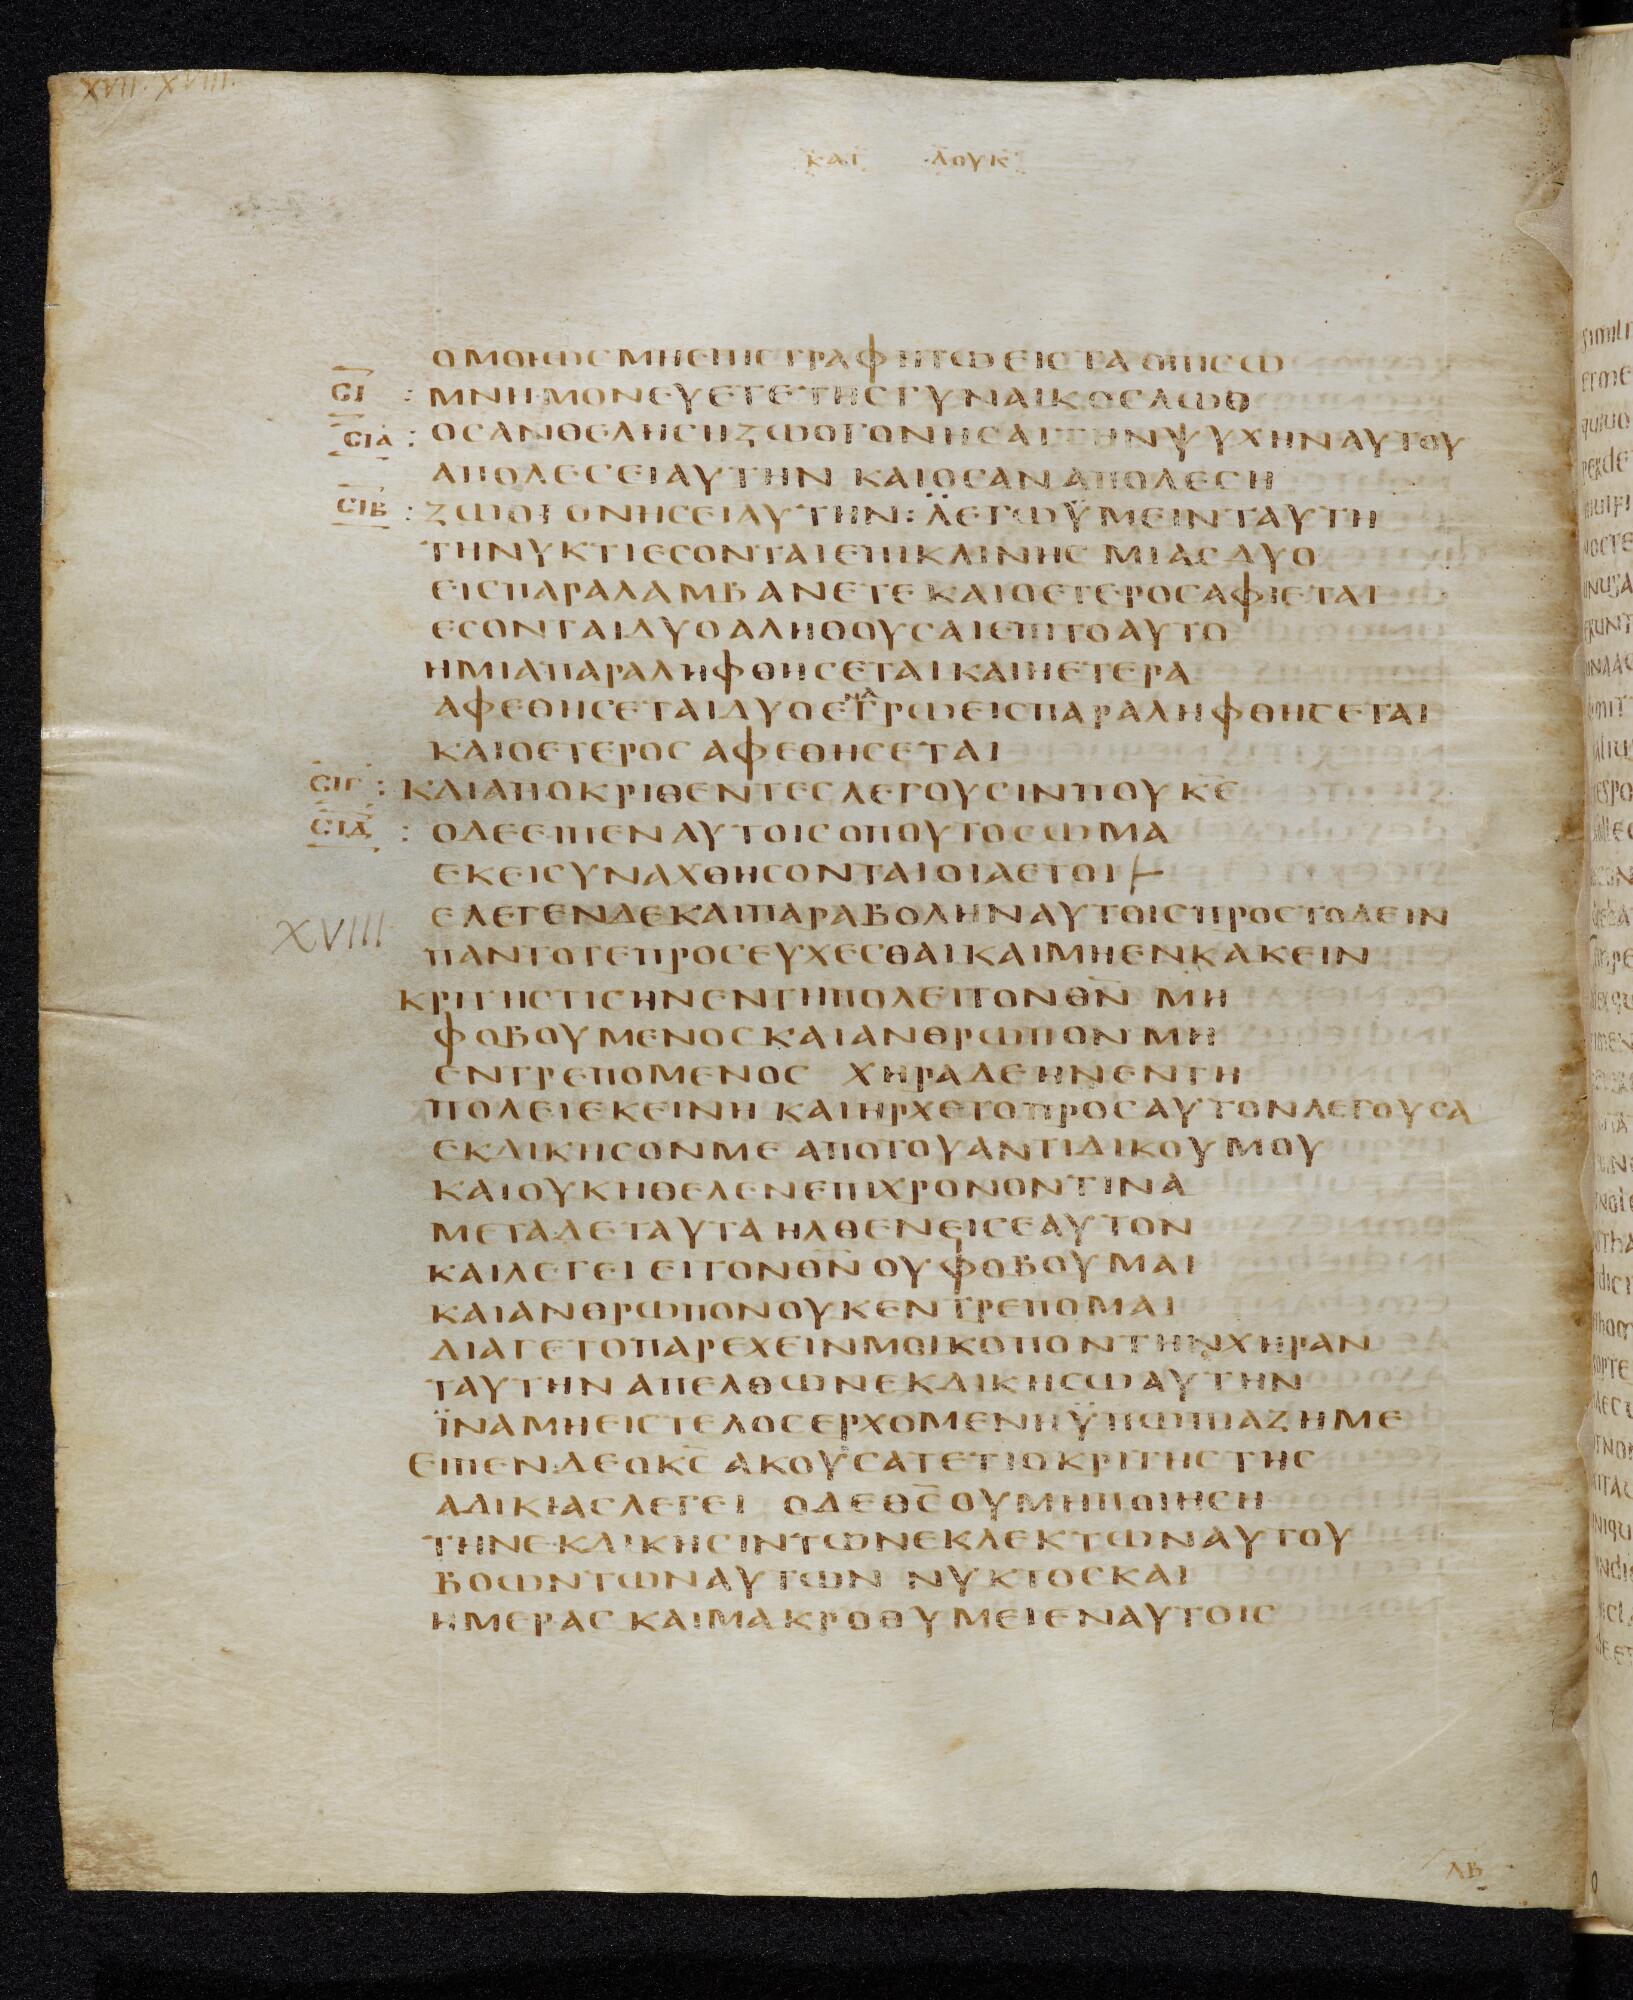 XVII. XVIII.
ΚΑΤ ΛΟΥΚ
ΟΜΟΙΩϹ ΜΗ ΕΠΙϹΤΡΑΦΗΤΩ ΕΙϹ ΤΑ ΟΠΙϹΩ
ϹΙ : ΜΝΗΜΟΝΕΥΕΤΕ ΤΗϹ ΓΥΝΑΙΚΟϹ ΛΩΘ
ϹΙΑ : ΟϹ ΑΝ ΘΕΛΗϹΗ ΖΩΟΓΟΝΗϹΑΙ ΤΗΝ ΨΥΧΗΝ ΑΥΤΟΥ
ΑΠΟΛΕϹΕΙ ΑΥΤΗΝ ΚΑΙ ΟϹ ΑΝ ΑΠΟΛΕϹΗ
ϹΙΒ : ΖΩΟΓΟΝΗϹΕΙ ΑΥΤΗΝ : ΛΕΓΩ ΫΜΕΙΝ ΤΑΥΤΗ
ΤΗ ΝΥΚΤΙ ΕϹΟΝΤΑΙ ΕΠΙ ΚΛΙΝΗϹ ΜΙΑϹ ΔΥΟ
ΕΙϹ ΠΑΡΑΛΑΜΒΑΝΕΤΕ ΚΑΙ Ο ΕΤΕΡΟϹ ΑΦΙΕΤΑΙ
ΕϹΟΝΤΑΙ ΔΥΟ ΑΛΗΘΟΥϹΑΙ ΕΠΙ ΤΟ ΑΥΤΟ
Η ΜΙΑ ΠΑΡΑΛΗΦΘΗϹΕΤΑΙ ΚΑΙ Η ΕΤΕΡΑ
ΑΦΕΘΗϹΕΤΑΙ ΔΥΟ ΕΝ ΑΓΡΩ ΕΙϹ ΠΑΡΑΛΗΦΘΗϹΕΤΑΙ
ΚΑΙ Ο ΕΤΕΡΟϹ ΑΦΕΘΗϹΕΤΑΙ
ϹΙΓ : ΚΑΙ ΑΠΟΚΡΙΘΕΝΤΕϹ ΛΕΓΟΥϹΙΝ ΠΟΥ Κ̅Ε̅
ϹΙΔ : Ο ΔΕ ΕΙΠΕΝ ΑΥΤΟΙϹ ΟΠΟΥ ΤΟ ϹΩΜΑ
ΕΚΕΙ ϹΥΝΑΧΘΗϹΟΝΤΑΙ ΟΙ ΑΕΤΟΙ
XVIII ΕΛΕΓΕΝ ΔΕ ΚΑΙ ΠΑΡΑΒΟΛΗΝ ΑΥΤΟΙϹ ΠΡΟϹ ΤΟ ΔΕΙΝ
ΠΑΝΤΟΤΕ ΠΡΟϹΕΥΧΕϹΘΑΙ ΚΑΙ ΜΗ ΕΝΚΑΚΕΙΝ
ΚΡΙΤΗϹ ΤΙϹ ΗΝ ΕΝ ΤΗ ΠΟΛΕΙ ΤΟΝ Θ̅Ν̅ ΜΗ
ΦΟΒΟΥΜΕΝΟϹ ΚΑΙ ΑΝΘΡΩΠΟΝ ΜΗ
ΕΝΤΡΕΠΟΜΕΝΟϹ ΧΗΡΑ ΔΕ ΗΝ ΕΝ ΤΗ
ΠΟΛΕΙ ΕΚΕΙΝΗ ΚΑΙ ΗΡΧΕΤΟ ΠΡΟϹ ΑΥΤΟΝ ΛΕΓΟΥϹΑ
ΕΚΔΙΚΗϹΟΝ ΜΕ ΑΠΟ ΤΟΥ ΑΝΤΙΔΙΚΟΥ ΜΟΥ
ΚΑΙ ΟΥΚ ΗΘΕΛΕΝ ΕΠΙ ΧΡΟΝΟΝ ΤΙΝΑ
ΜΕΤΑ ΔΕ ΤΑΥΤΑ ΗΛΘΕΝ ΕΙϹ ΕΑΥΤΟΝ
ΚΑΙ ΛΕΓΕΙ ΕΙ ΤΟΝ Θ̅Ν̅ ΟΥ ΦΟΒΟΥΜΑΙ
ΚΑΙ ΑΝΘΡΩΠΟΝ ΟΥΚ ΕΝΤΡΕΠΟΜΑΙ
ΔΙΑ ΓΕ ΤΟ ΠΑΡΕΧΕΙΝ ΜΟΙ ΚΟΠΟΝ ΤΗΝ ΧΗΡΑΝ
ΤΑΥΤΗΝ ΑΠΕΛΘΩΝ ΕΚΔΙΚΗϹΩ ΑΥΤΗΝ
ΪΝΑ ΜΗ ΕΙϹ ΤΕΛΟϹ ΕΡΧΟΜΕΝΗ ΫΠΩΠΙΑΖΗ ΜΕ
ΕΙΠΕΝ ΔΕ Ο Κ̅Ϲ̅ ΑΚΟΥϹΑΤΕ ΤΙ Ο ΚΡΙΤΗϹ ΤΗϹ
ΑΔΙΚΙΑϹ ΛΕΓΕΙ Ο ΔΕ Θ̅Ϲ̅ ΟΥ ΜΗ ΠΟΙΗϹΗ
ΤΗΝ ΕΚΔΙΚΗϹΙΝ ΤΩΝ ΕΚΛΕΚΤΩΝ ΑΥΤΟΥ
ΒΟΩΝΤΩΝ ΑΥΤΩΝ ΝΥΚΤΟϹ ΚΑΙ
ΗΜΕΡΑϹ ΚΑΙ ΜΑΚΡΟΘΥΜΕΙ ΕΝ ΑΥΤΟΙϹ
ΛΒ